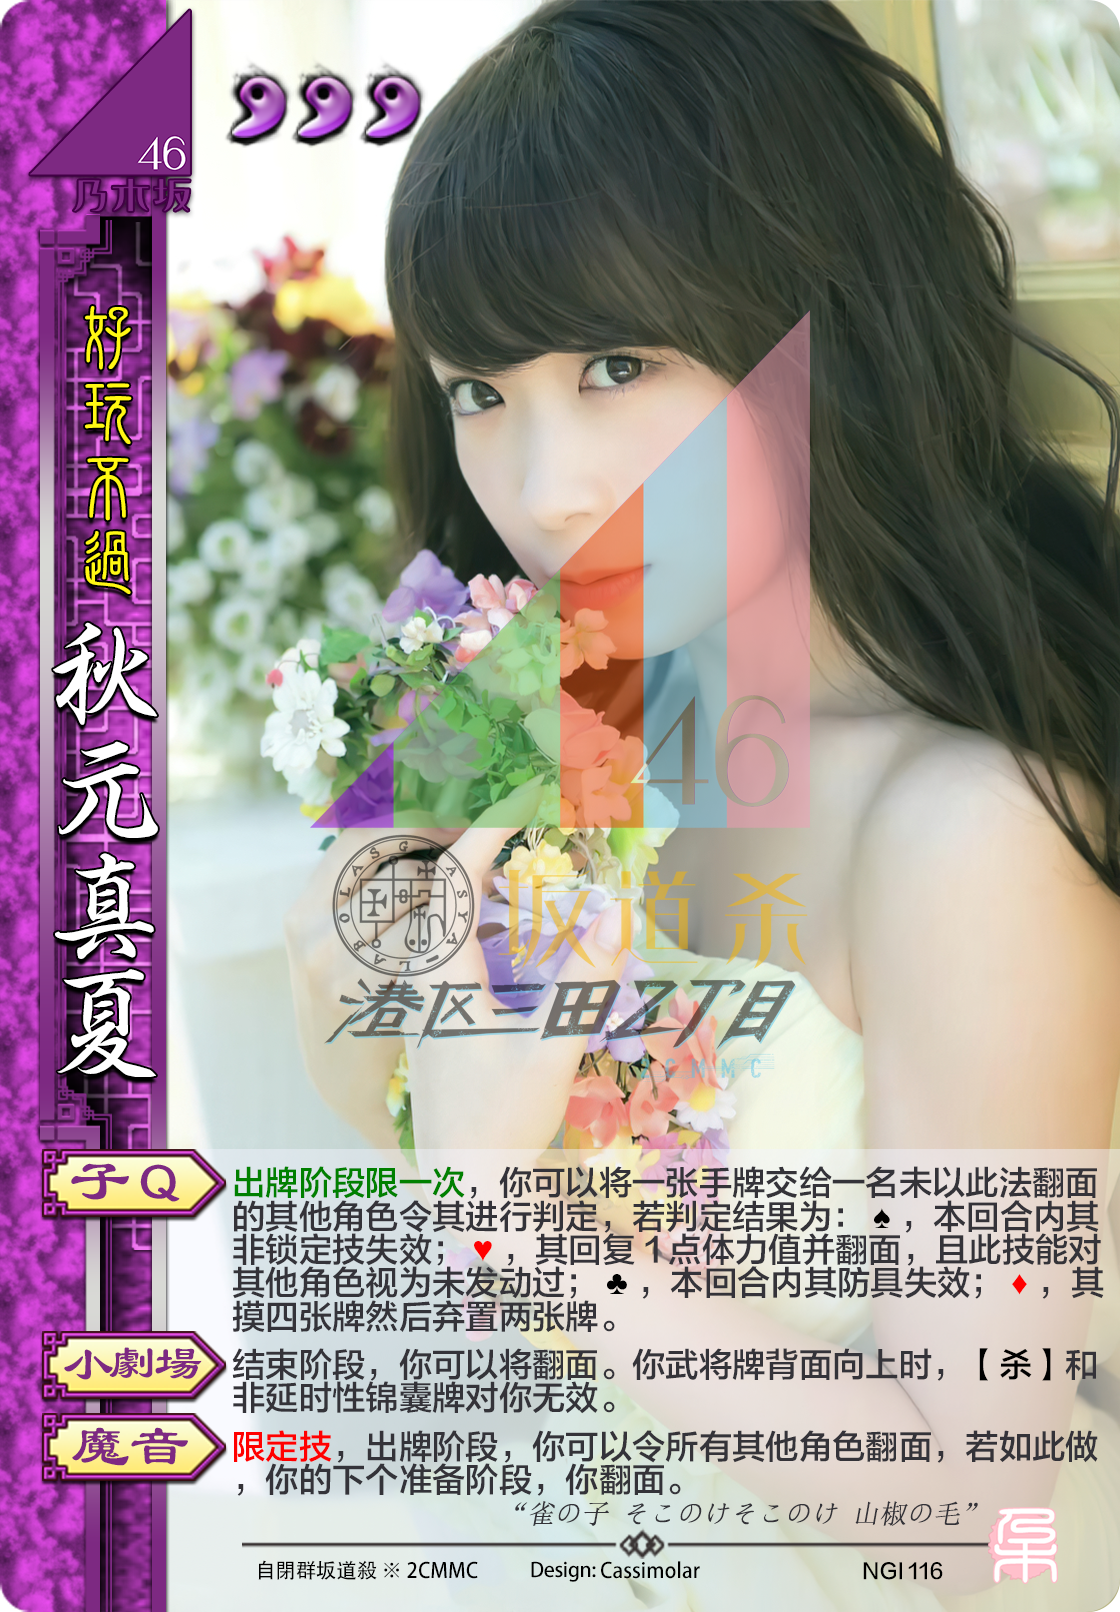 46
乃木坂
好玩不過
秋元真夏
46
LABOLAS
GLASYA
坂道杀
港区三田2丁目
2CMMC
子Q
出牌阶段限一次，你可以将一张手牌交给一名未以此法翻面
的其他角色令其进行判定，若判定结果为：♠，本回合内其
非锁定技失效；♥，其回复1点体力值并翻面，且此技能对
其他角色视为未发动过；♣，本回合内其防具失效；♦，其
摸四张牌然后弃置两张牌。
小劇場
结束阶段，你可以将翻面。你武将牌背面向上时，【杀】和
非延时性锦囊牌对你无效。
魔音
限定技，出牌阶段，你可以令所有其他角色翻面，若如此做
，你的下个准备阶段，你翻面。
“雀の子 そこのけそこのけ 山椒の毛”
自閉群坂道殺 ※ 2CMMC Design: Cassimolar NGI 116